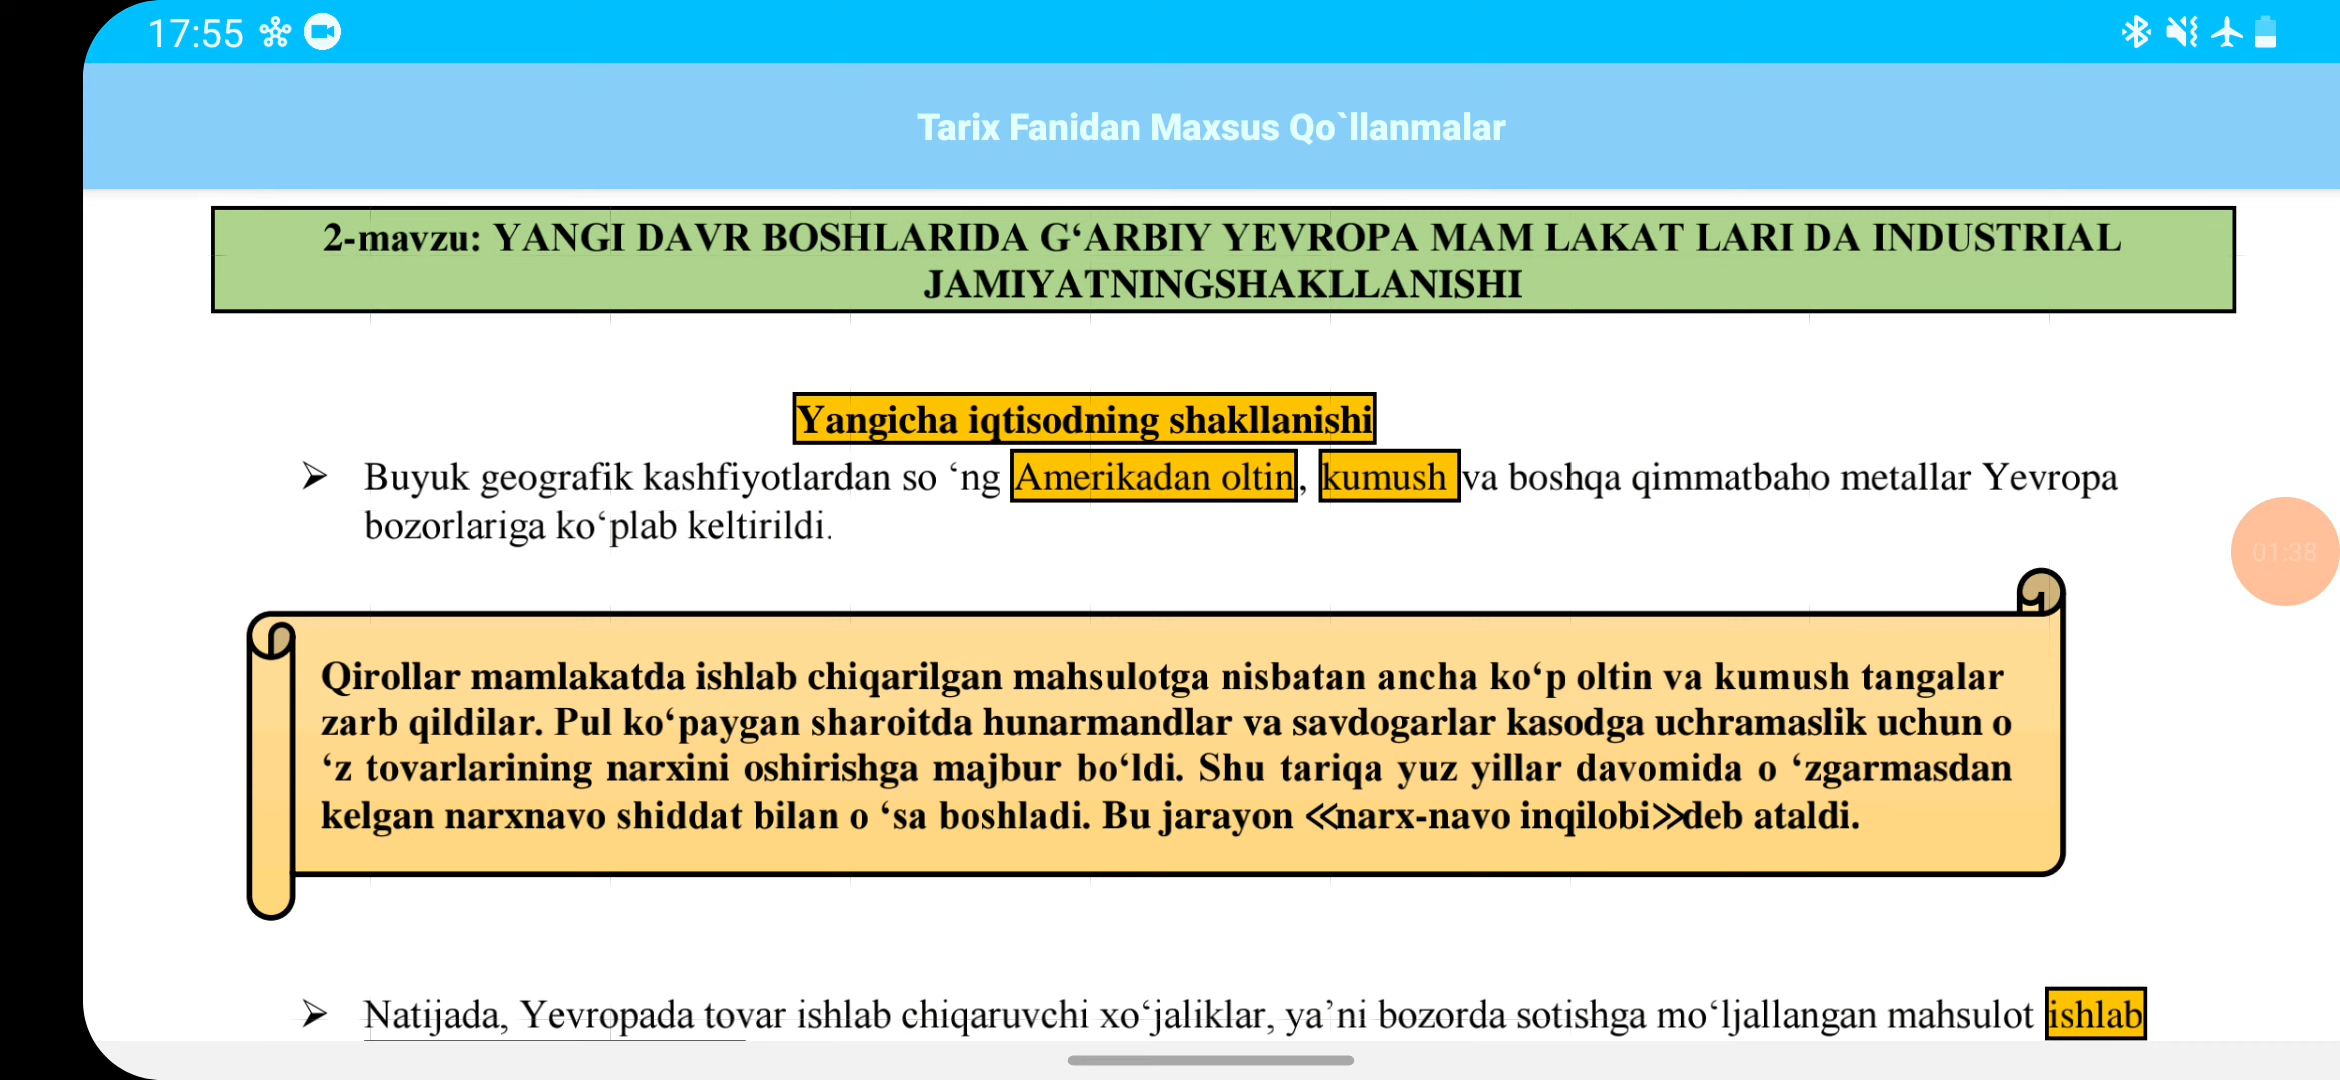 17:55
Tarix Fanidan Maxsus Qo`llanmalar
2-mavzu: YANGI DAVR BOSHLARIDA G‘ARBIY YEVROPA MAM LAKAT LARI DA INDUSTRIAL
JAMIYATNINGSHAKLLANISHI
Yangicha iqtisodning shakllanishi
➢ Buyuk geografik kashfiyotlardan so ‘ng Amerikadan oltin, kumush va boshqa qimmatbaho metallar Yevropa
bozorlariga ko‘plab keltirildi.
01:38
Qirollar mamlakatda ishlab chiqarilgan mahsulotga nisbatan ancha ko‘p oltin va kumush tangalar
zarb qildilar. Pul ko‘paygan sharoitda hunarmandlar va savdogarlar kasodga uchramaslik uchun o
‘z tovarlarining narxini oshirishga majbur bo‘ldi. Shu tariqa yuz yillar davomida o ‘zgarmasdan
kelgan narxnavo shiddat bilan o ‘sa boshladi. Bu jarayon ≪narx-navo inqilobi≫deb ataldi.
➢ Natijada, Yevropada tovar ishlab chiqaruvchi xo‘jaliklar, ya’ni bozorda sotishga mo‘ljallangan mahsulot ishlab